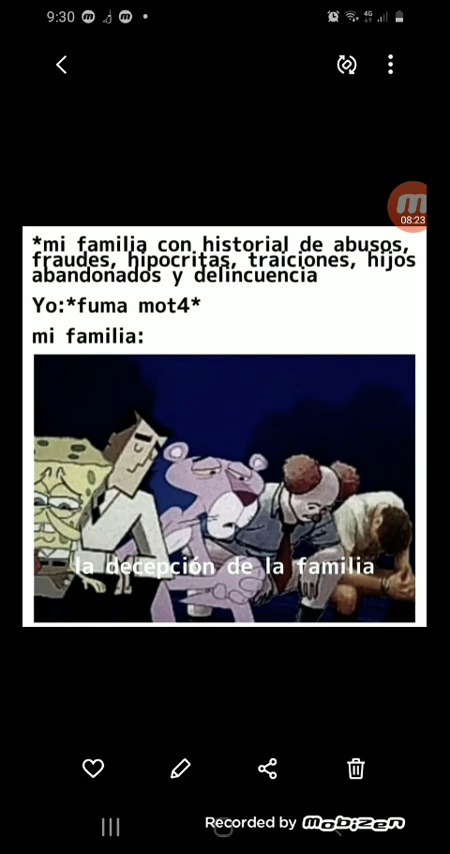 9:30
4G
08:23
*mi familia con historial de abusos,
fraudes, hipocritas, traiciones, hijos
abandonados y delincuencia
Yo:*fuma mot4*
mi familia:
la decepción de la familia
Recorded by Mobizen